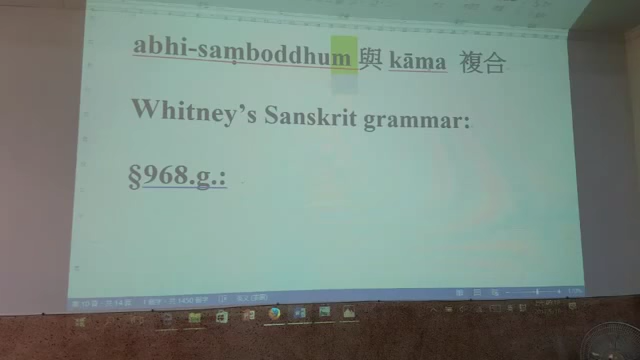 abhi-saṃboddhum 與 kāma 複合
Whitney’s Sanskrit grammar:
§968.g.: